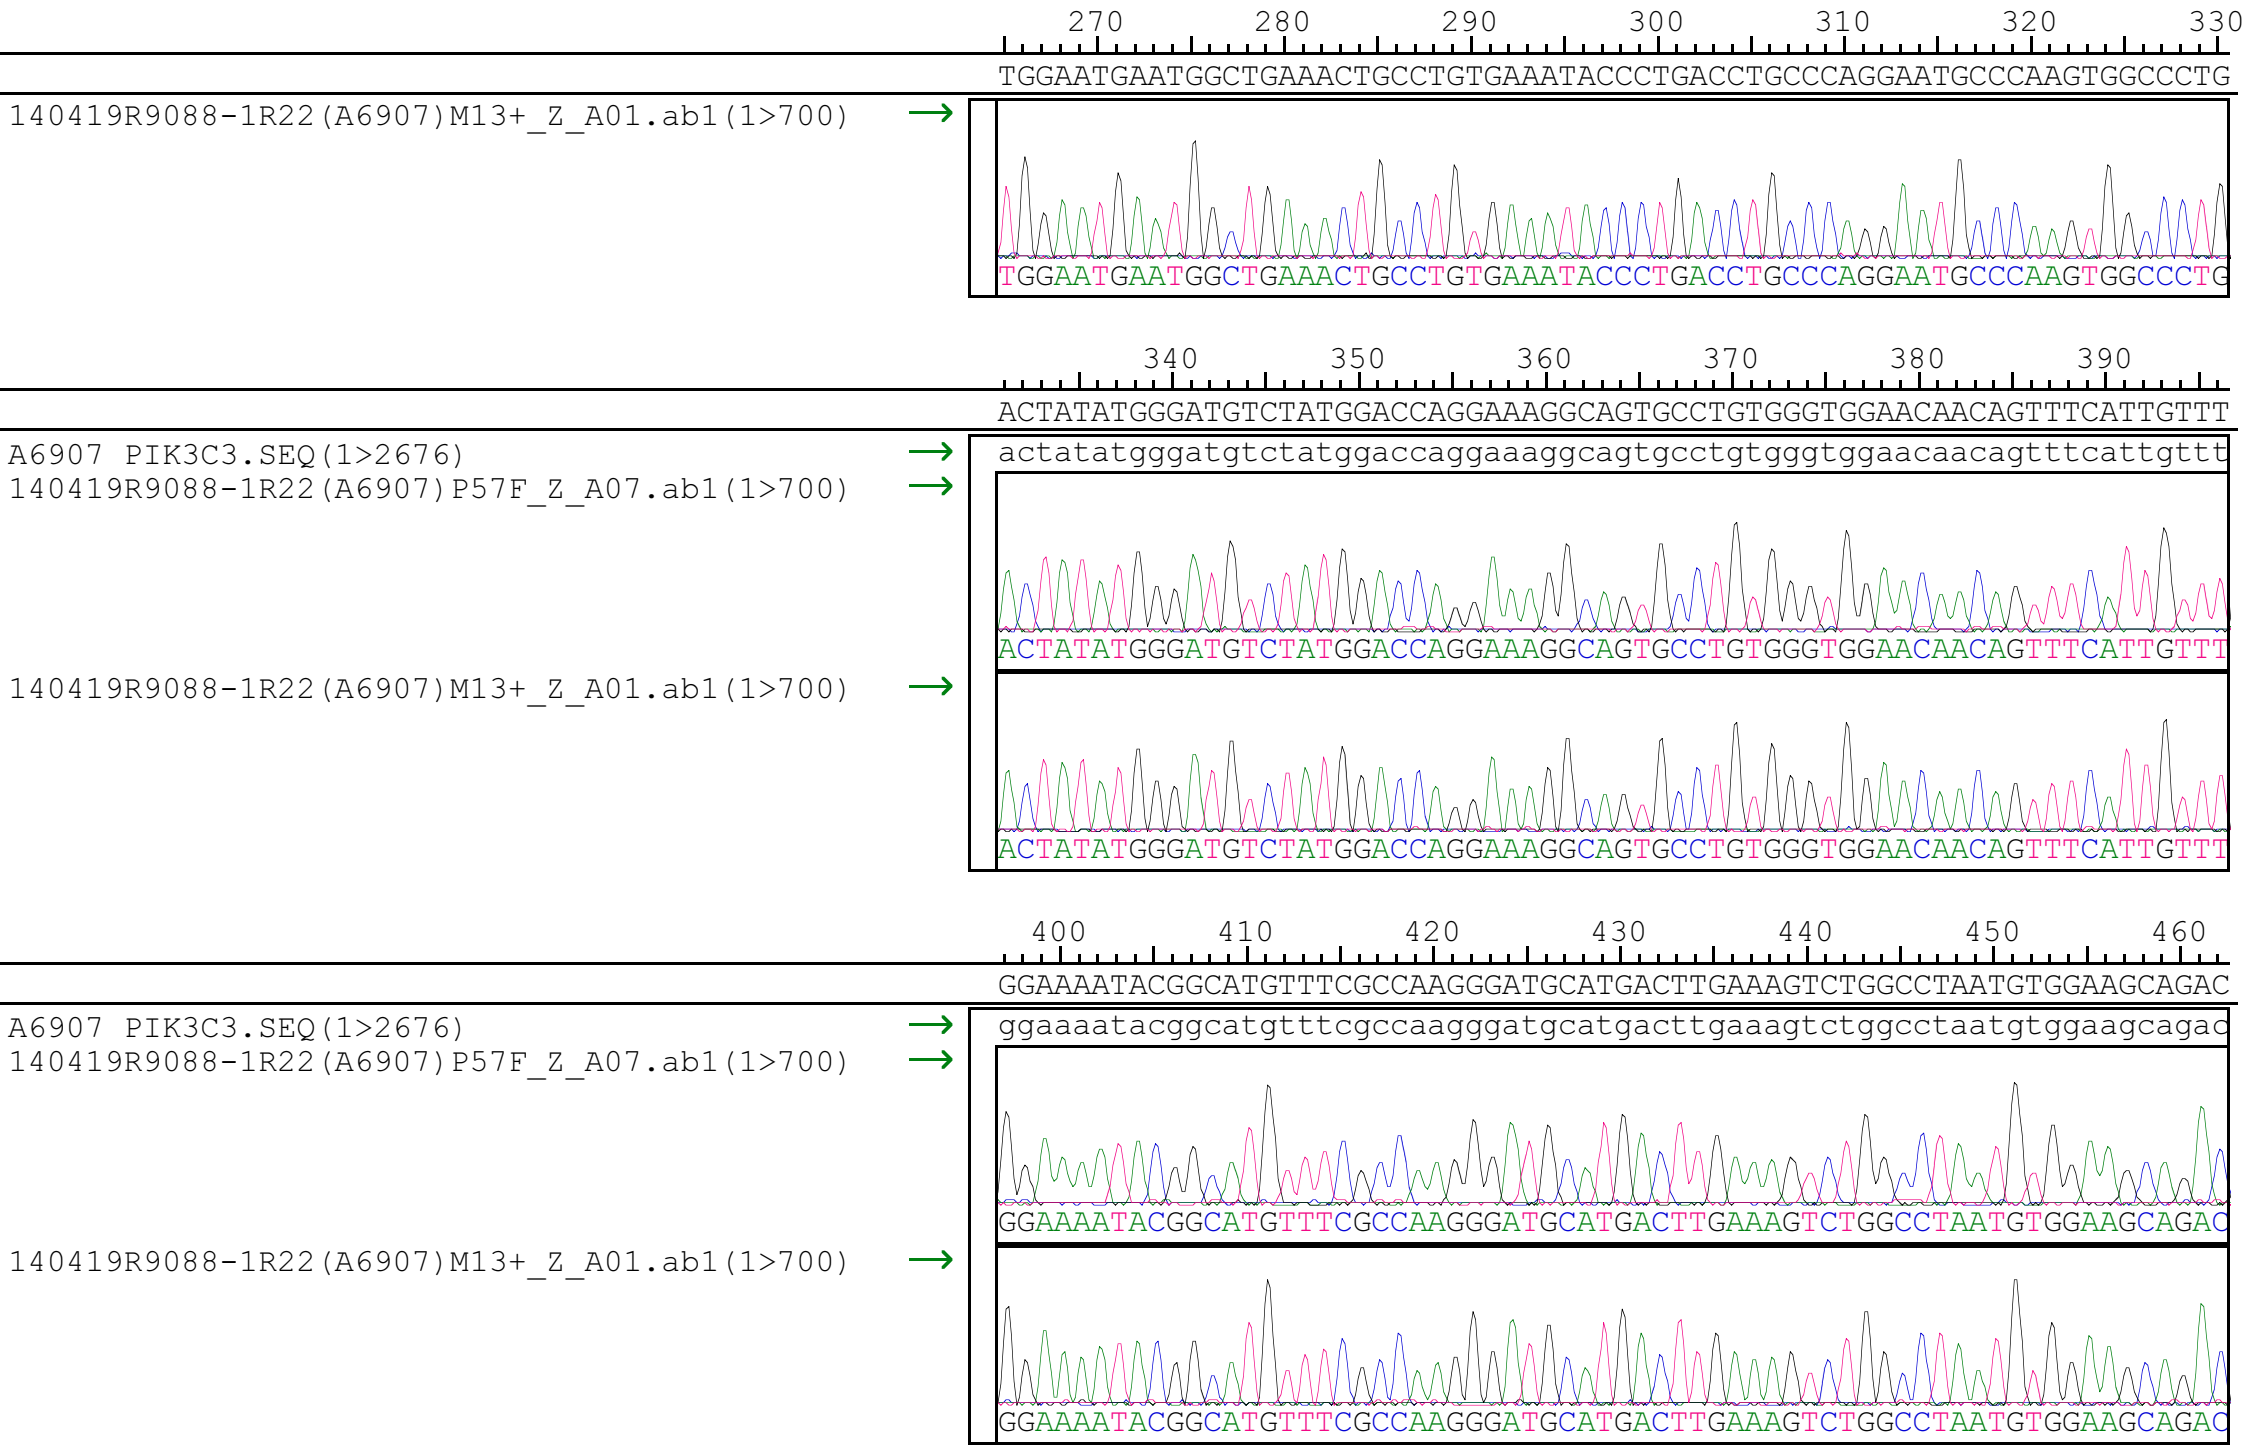 270 280 290 300 310 320 330
TGGAATGAATGGCTGAAACTGCCTGTGAAATACCCTGACCTGCCCAGGAATGCCCAAGTGGCCCTG
140419R9088-1R22(A6907)M13+_Z_A01.ab1(1>700) →
TGGAATGAATGGCTGAAACTGCCTGTGAAATACCCTGACCTGCCCAGGAATGCCCAAGTGGCCCTG
340 350 360 370 380 390
ACTATATGGGATGTCTATGGACCAGGAAAGGCAGTGCCTGTGGGTGGAACAACAGTTTCATTGTTT
A6907 PIK3C3.SEQ(1>2676) → actatatgggatgtctatggaccaggaaaggcagtgcctgtgggtggaacaacagtttcattgttt
140419R9088-1R22(A6907)P57F_Z_A07.ab1(1>700) →
ACTATATGGGATGTCTATGGACCAGGAAAGGCAGTGCCTGTGGGTGGAACAACAGTTTCATTGTTT
140419R9088-1R22(A6907)M13+_Z_A01.ab1(1>700) →
ACTATATGGGATGTCTATGGACCAGGAAAGGCAGTGCCTGTGGGTGGAACAACAGTTTCATTGTTT
400 410 420 430 440 450 460
GGAAAATACGGCATGTTTCGCCAAGGGATGCATGACTTGAAAGTCTGGCCTAATGTGGAAGCAGAC
A6907 PIK3C3.SEQ(1>2676) → ggaaaatacggcatgtttcgccaagggatgcatgacttgaaagtctggcctaatgtggaagcagac
140419R9088-1R22(A6907)P57F_Z_A07.ab1(1>700) →
GGAAAATACGGCATGTTTCGCCAAGGGATGCATGACTTGAAAGTCTGGCCTAATGTGGAAGCAGAC
140419R9088-1R22(A6907)M13+_Z_A01.ab1(1>700) →
GGAAAATACGGCATGTTTCGCCAAGGGATGCATGACTTGAAAGTCTGGCCTAATGTGGAAGCAGAC